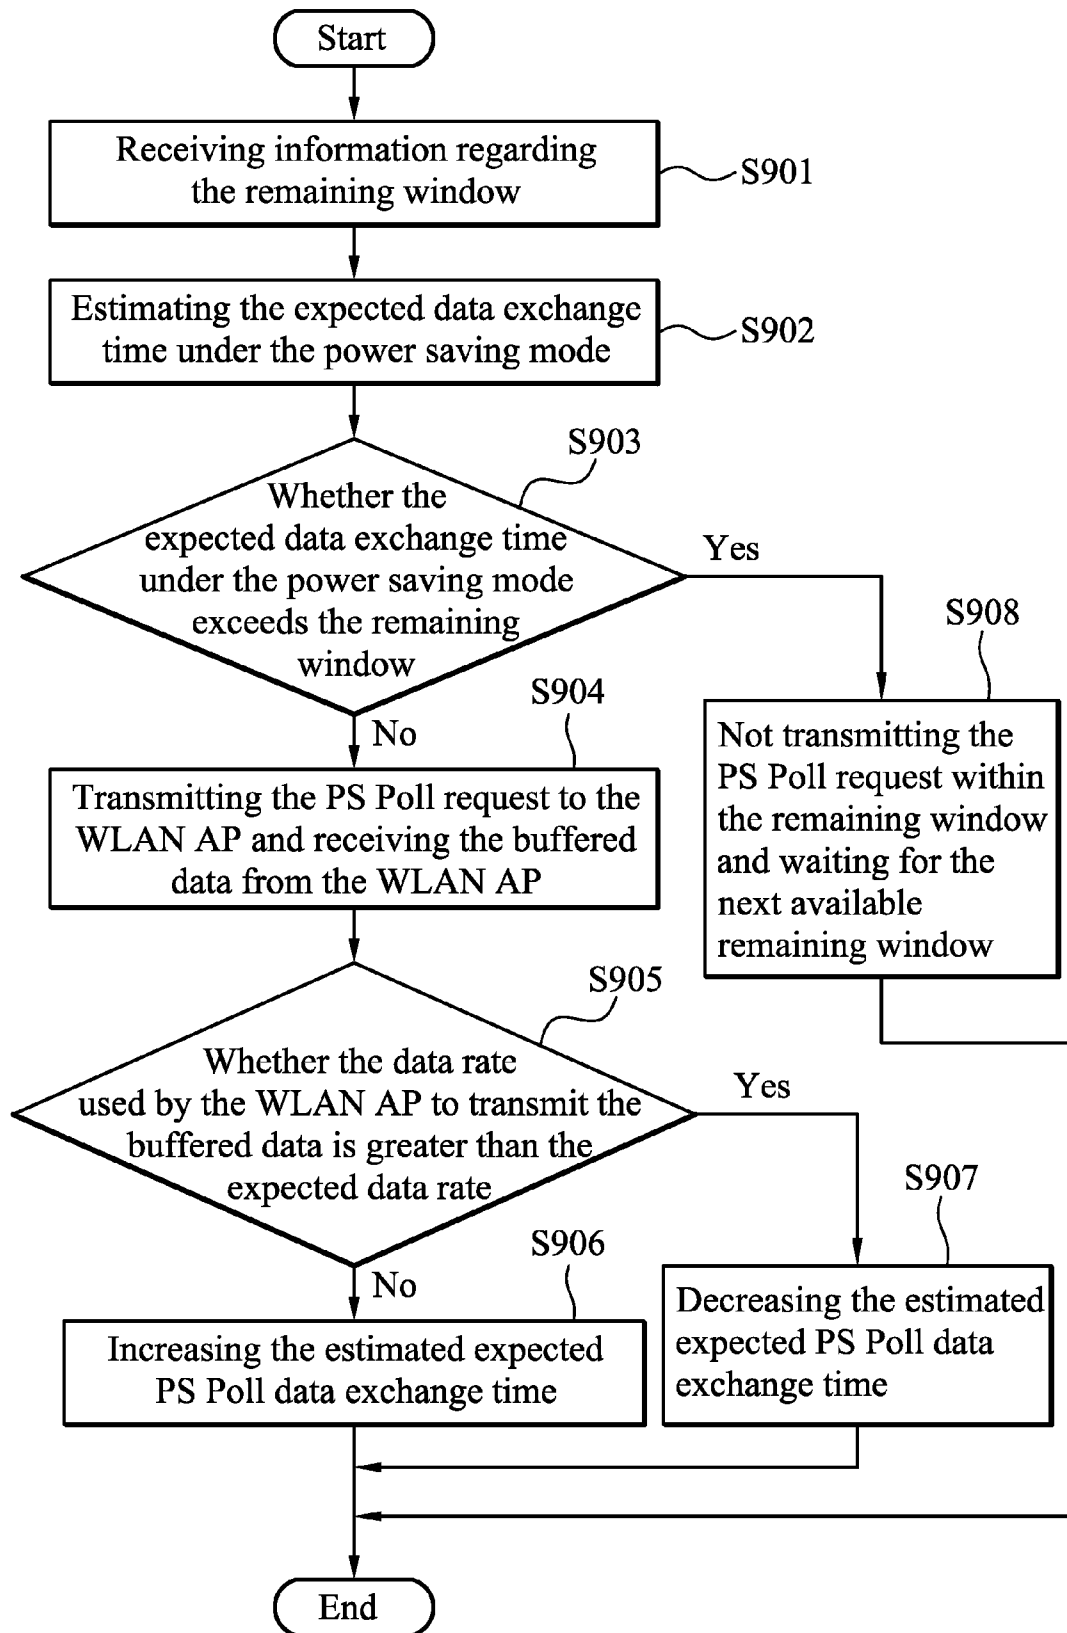 Start
Receiving information regarding
the remaining window
S901
Estimating the expected data exchange
time under the power saving mode
S902
S903
Whether the
expected data exchange time
under the power saving mode
exceeds the remaining
window
Yes
No
S908
Not transmitting the
PS Poll request within
the remaining window
and waiting for the
next available
remaining window
S904
Transmitting the PS Poll request to the
WLAN AP and receiving the buffered
data from the WLAN AP
S905
Whether the data rate
used by the WLAN AP to transmit the
buffered data is greater than the
expected data rate
Yes
No
S907
Decreasing the estimated
expected PS Poll data
exchange time
S906
Increasing the estimated expected
PS Poll data exchange time
End